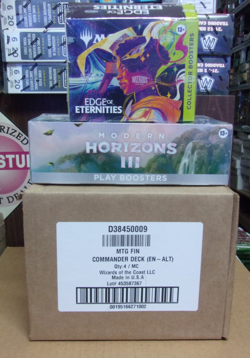 EDGE OF
ETERNITIES
COLLECTOR BOOSTERS
13+
MODERN
HORIZONS
III
PLAY BOOSTERS
13+
D38450009
MTG FIN
COMMANDER DECK (EN-ALT)
Qty:4 / MC
Wizards of the Coast LLC
Made in U.S.A
Lot# 453587367